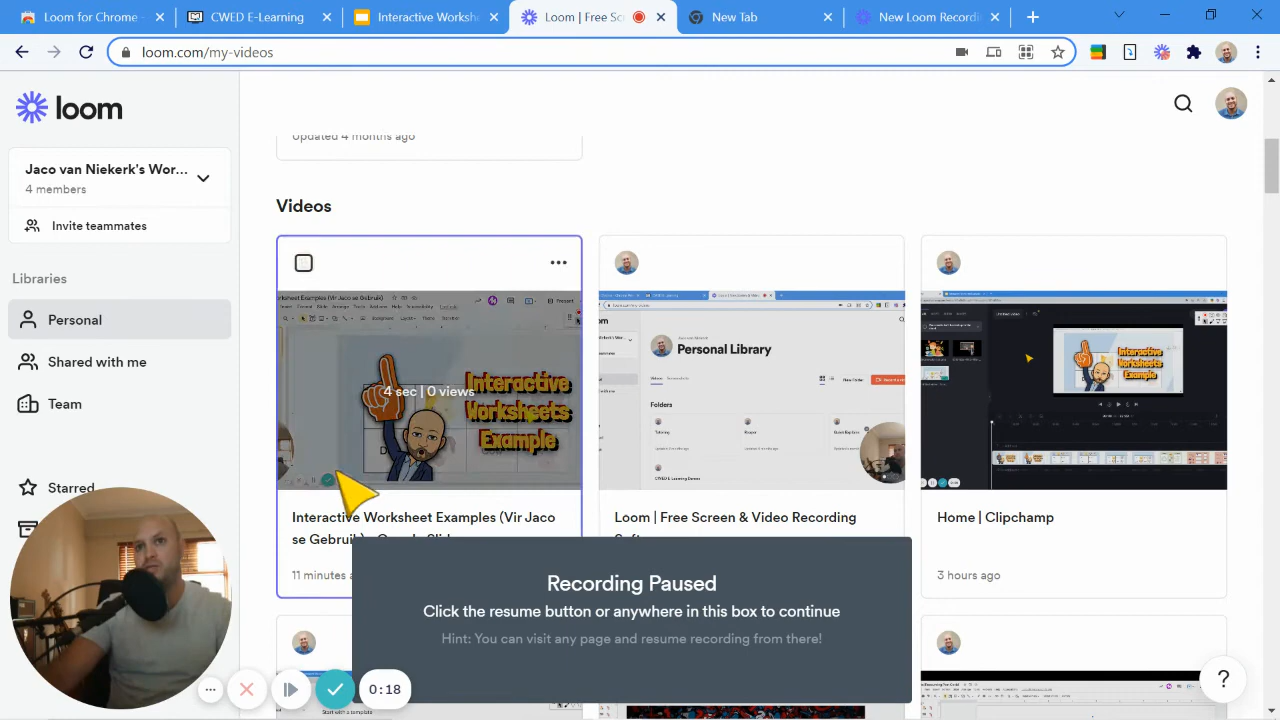 Loom for Chrome -
CWED E-Learning
Interactive Worksh
Loom | Free Sc
New Tab
New Loom Recordi
loom.com/my-videos
loom
Jaco van Niekerk's Wor...
4 members
Invite teammates
Libraries
Personal
Shared with me
Team
Starred
Updated 4 months ago
Videos
4 sec | 0 views
Interactive
Worksheets
Example
Interactive Worksheet Examples (Vir Jaco
11 minutes a
Personal Library
Folders
Loom | Free Screen & Video Recording
Interactive
Worksheets
Example
Home | Clipchamp
3 hours ago
Recording Paused
Click the resume button or anywhere in this box to continue
Hint: You can visit any page and resume recording from there!
0:18
Start with a template
?